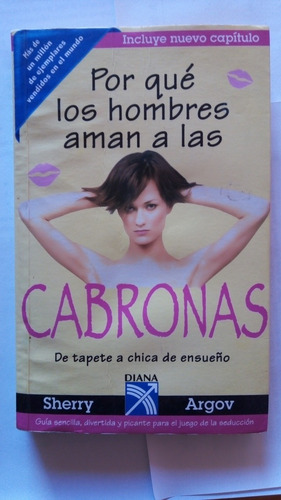 Más de
un millón
de ejemplares
vendidos en el mundo
Incluye nuevo capítulo
Por qué
los hombres
aman a las
CABRONAS
De tapete a chica de ensueño
DIANA
Sherry Argov
Guía sencilla, divertida y picante para el juego de la seducción